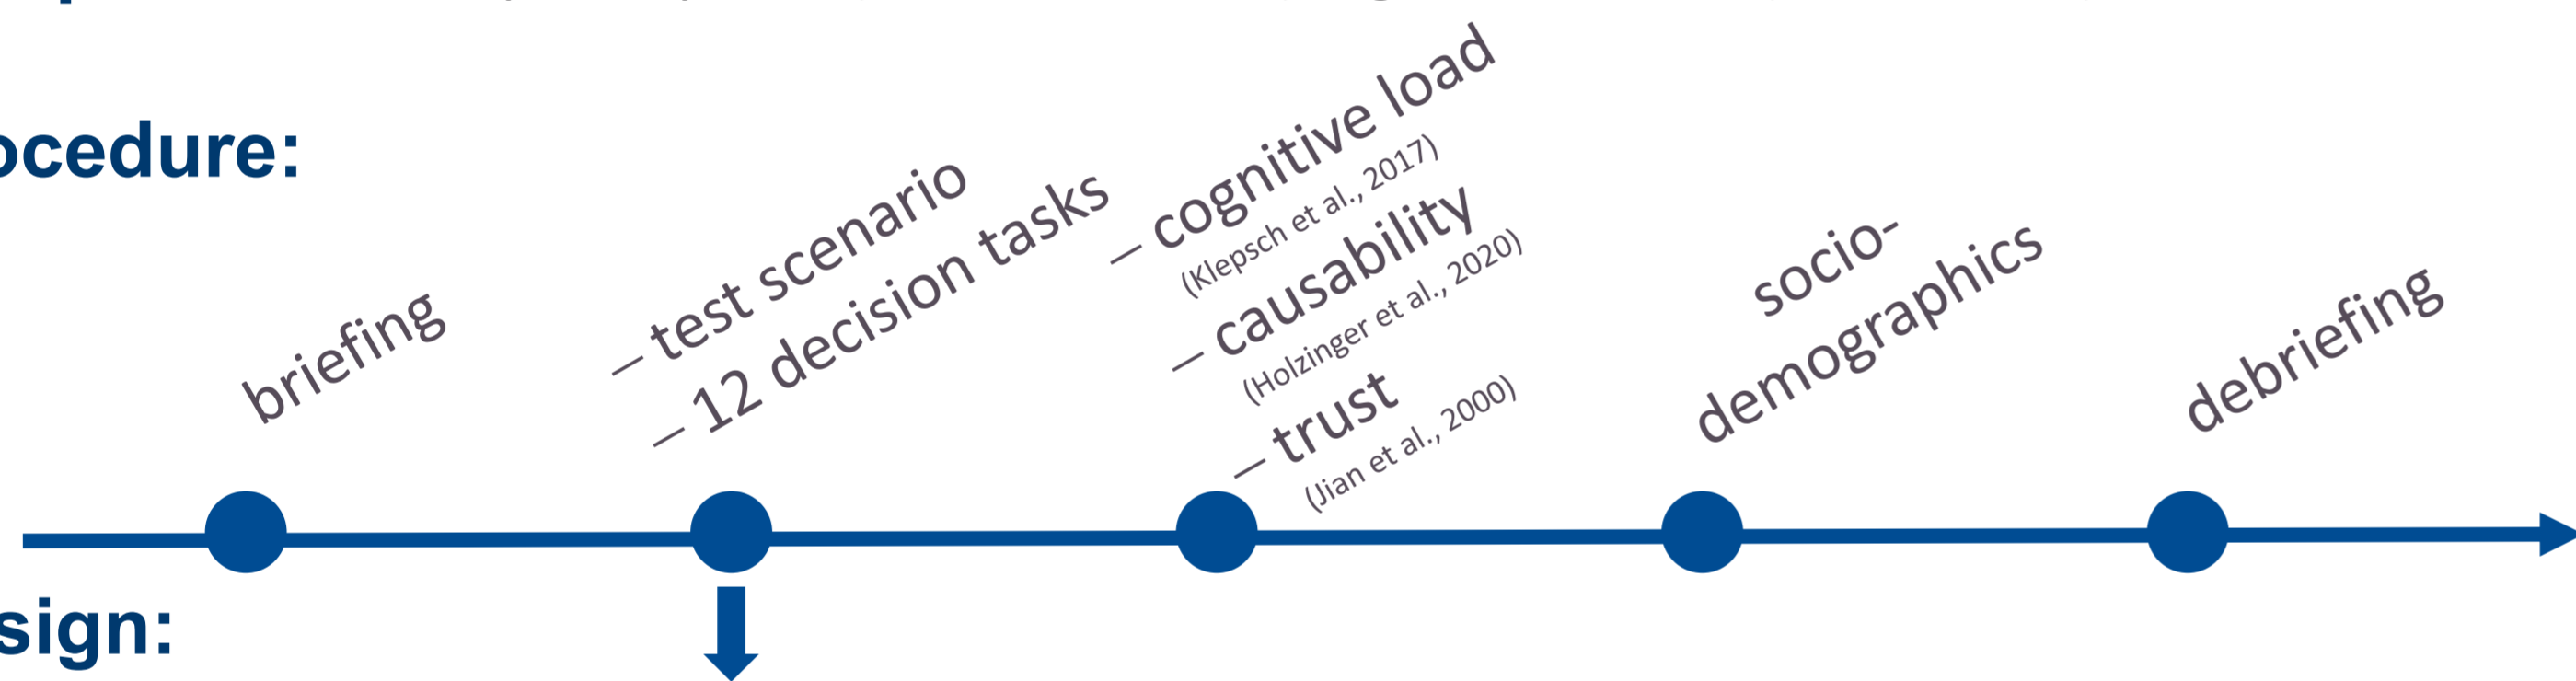 ocedure:
briefing
– test scenario
– 12 decision tasks
– cognitive load
(Klepsch et al., 2017)
– causability
(Holzinger et al., 2020)
– trust
(Jian et al., 2000)
socio-
demographics
debriefing
sign: